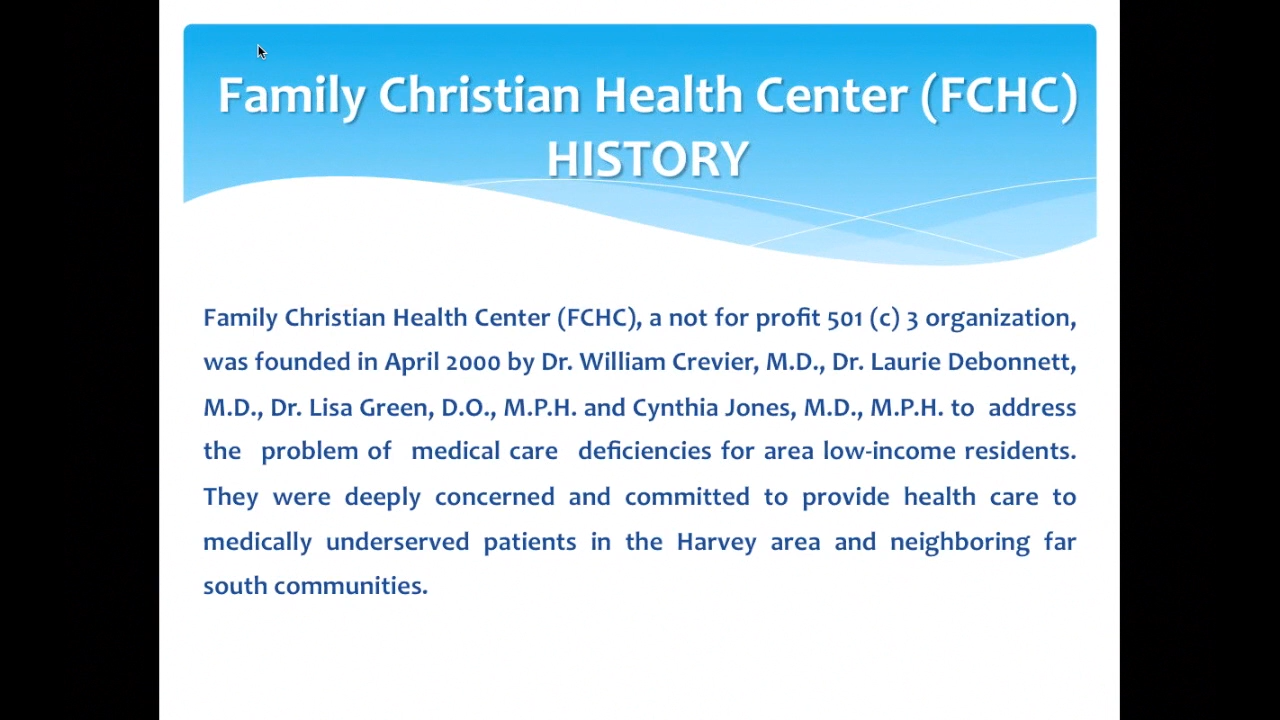 Family Christian Health Center (FCHC)
HISTORY
Family Christian Health Center (FCHC), a not for profit 501 (c) 3 organization,
was founded in April 2000 by Dr. William Crevier, M.D., Dr. Laurie Debonnett,
M.D., Dr. Lisa Green, D.O., M.P.H. and Cynthia Jones, M.D., M.P.H. to address
the problem of medical care deficiencies for area low-income residents.
They were deeply concerned and committed to provide health care to
medically underserved patients in the Harvey area and neighboring far
south communities.